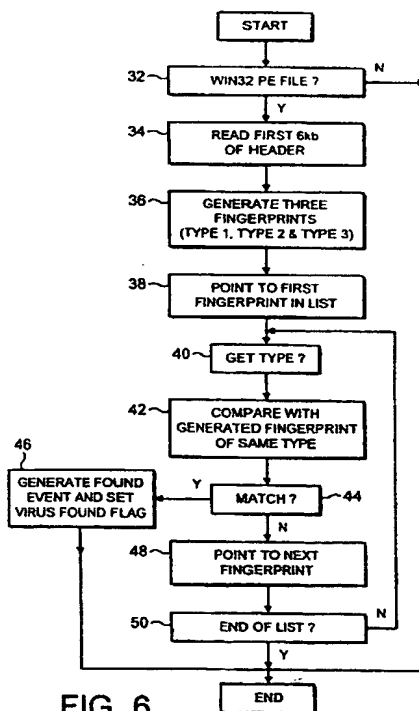 START
32
WIN32 PE FILE ?
N
Y
34
READ FIRST 6kb
OF HEADER
36
GENERATE THREE
FINGERPRINTS
(TYPE 1, TYPE 2 & TYPE 3)
38
POINT TO FIRST
FINGERPRINT IN LIST
40
GET TYPE ?
42
COMPARE WITH
GENERATED FINGERPRINT
OF SAME TYPE
46
GENERATE FOUND
EVENT AND SET
VIRUS FOUND FLAG
Y
MATCH ?
44
N
48
POINT TO NEXT
FINGERPRINT
50
END OF LIST ?
N
Y
END
FIG. 6